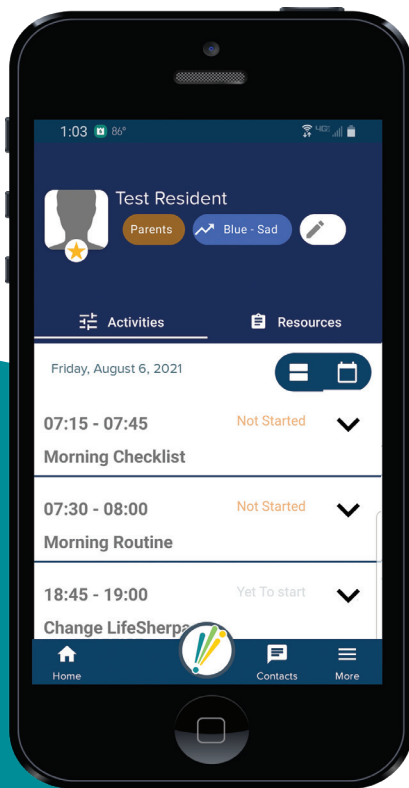 1:03 86°
4GE
Test Resident
Parents
Blue - Sad
Activities
Resources
Friday, August 6, 2021
07:15 - 07:45
Not Started
Morning Checklist
07:30 - 08:00
Not Started
Morning Routine
18:45 - 19:00
Yet To start
Change LifeSherpa
Home
Contacts
More